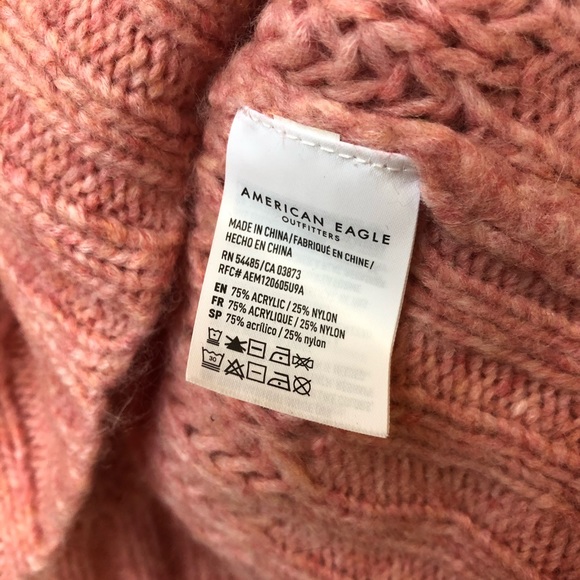 AMERICAN EAGLE
OUTFITTERS
MADE IN CHINA/FABRIQUÉ EN CHINE/
HECHO EN CHINA
RN 54485/CA 03873
RFC# AEM120605U9A
EN 75% ACRYLIC / 25% NYLON
FR 75% ACRYLIQUE / 25% NYLON
SP 75% acrílico / 25% nylon
30